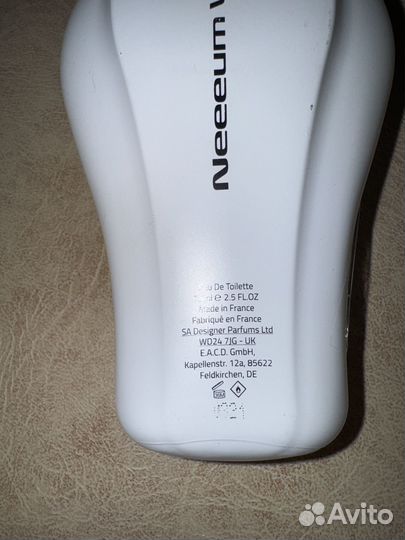 Neeeum
Eau De Toilette
e 2.5 FL.OZ
Made in France
Fabriqué en France
SA Designer Parfums Ltd
WD24 7JG - UK
E.A.C.D. GmbH,
Kapellenstr. 12a, 85622
Feldkirchen, DE
Avito